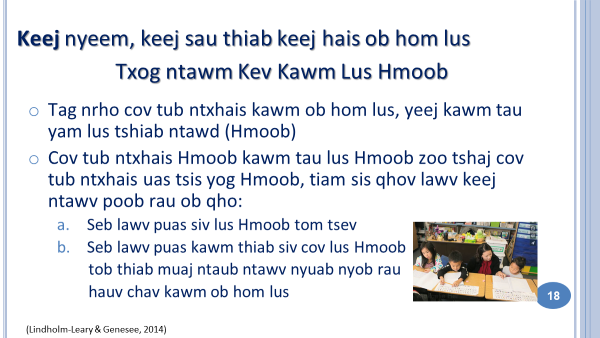 Keej nyeem, keej sau thiab keej hais ob hom lus
Txog ntawm Kev Kawm Lus Hmoob
Tag nrho cov tub ntxhais kawm ob hom lus, yeej kawm tau
yam lus tshiab ntawd (Hmoob)
Cov tub ntxhais Hmoob kawm tau lus Hmoob zoo tshaj cov
tub ntxhais uas tsis yog Hmoob, tiam sis qhov lawv keej
ntawv poob rau ob qho:
a. Seb lawv puas siv lus Hmoob tom tsev
b. Seb lawv puas kawm thiab siv cov lus Hmoob
tob thiab muaj ntaub ntawv nyuab nyob rau
hauv chav kawm ob hom lus
18
(Lindholm-Leary & Genesee, 2014)